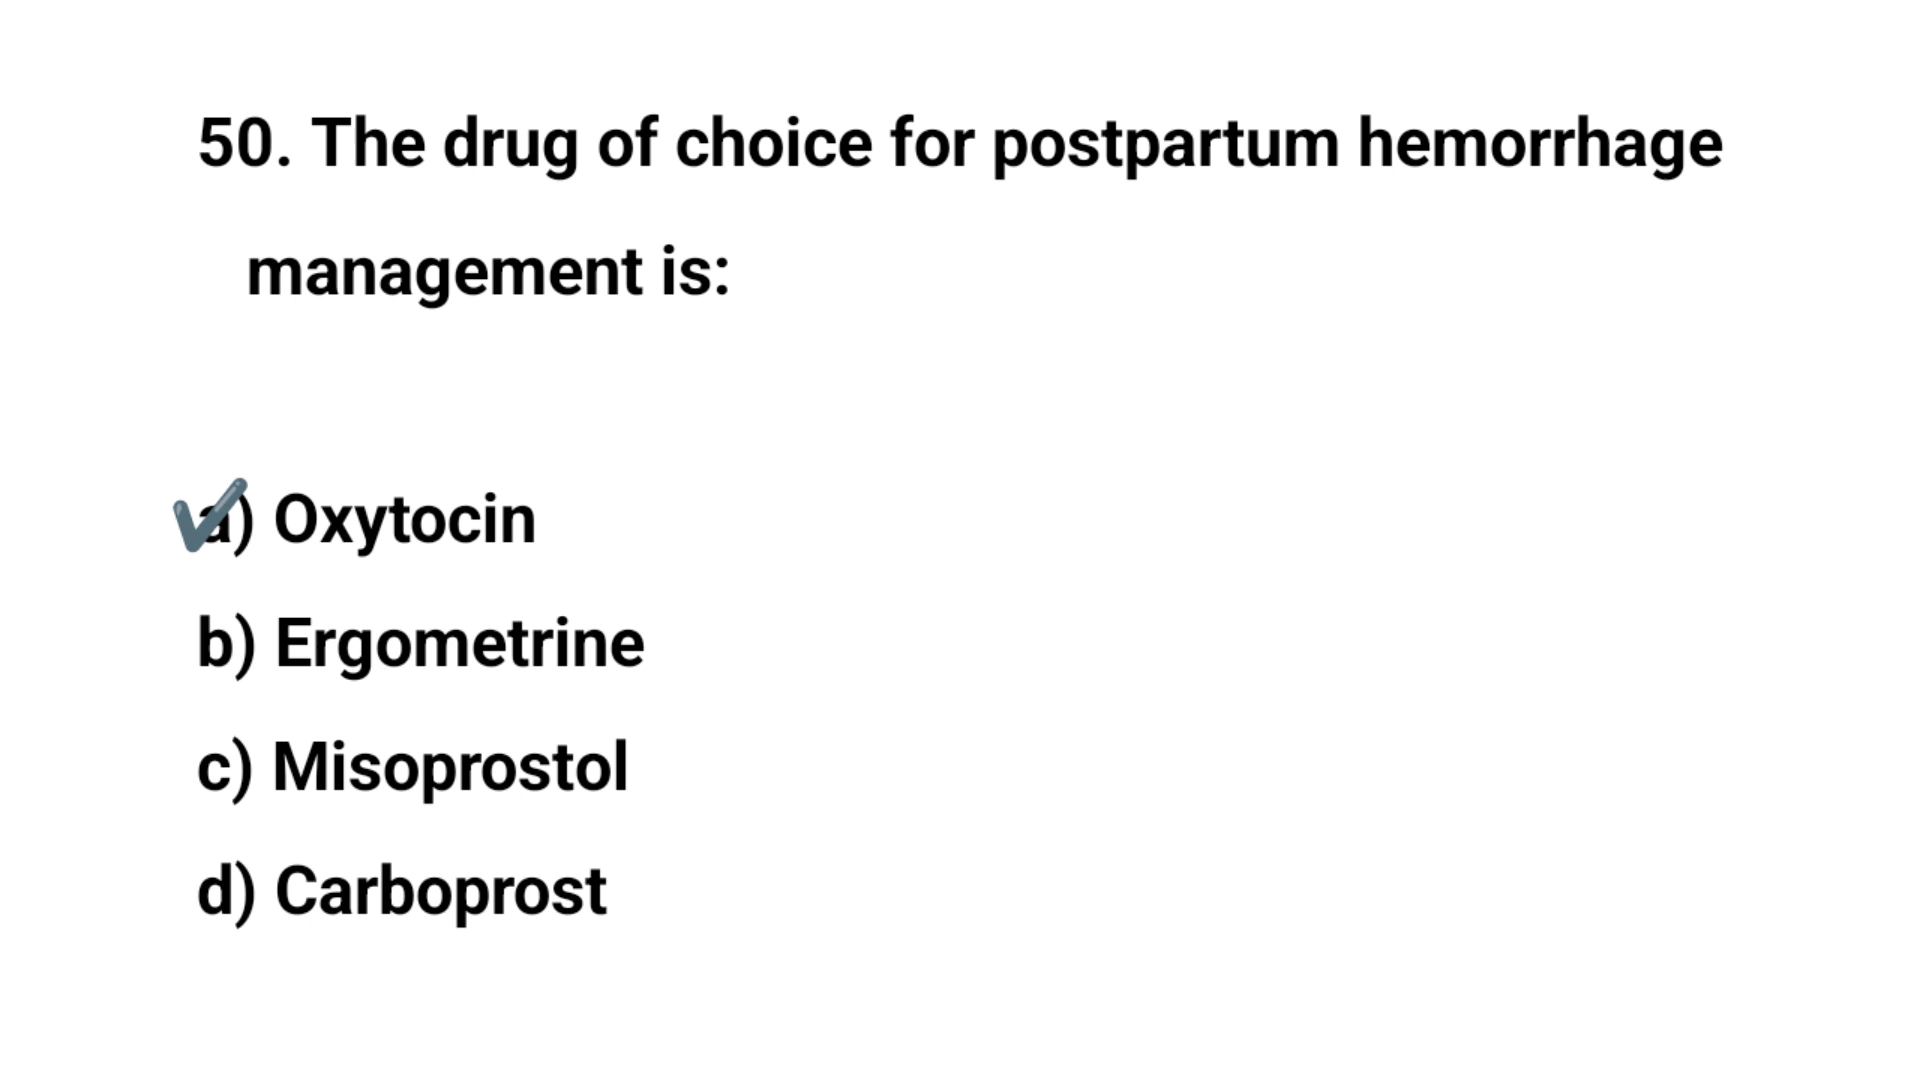 50. The drug of choice for postpartum hemorrhage
management is:
a) Oxytocin
b) Ergometrine
c) Misoprostol
d) Carboprost